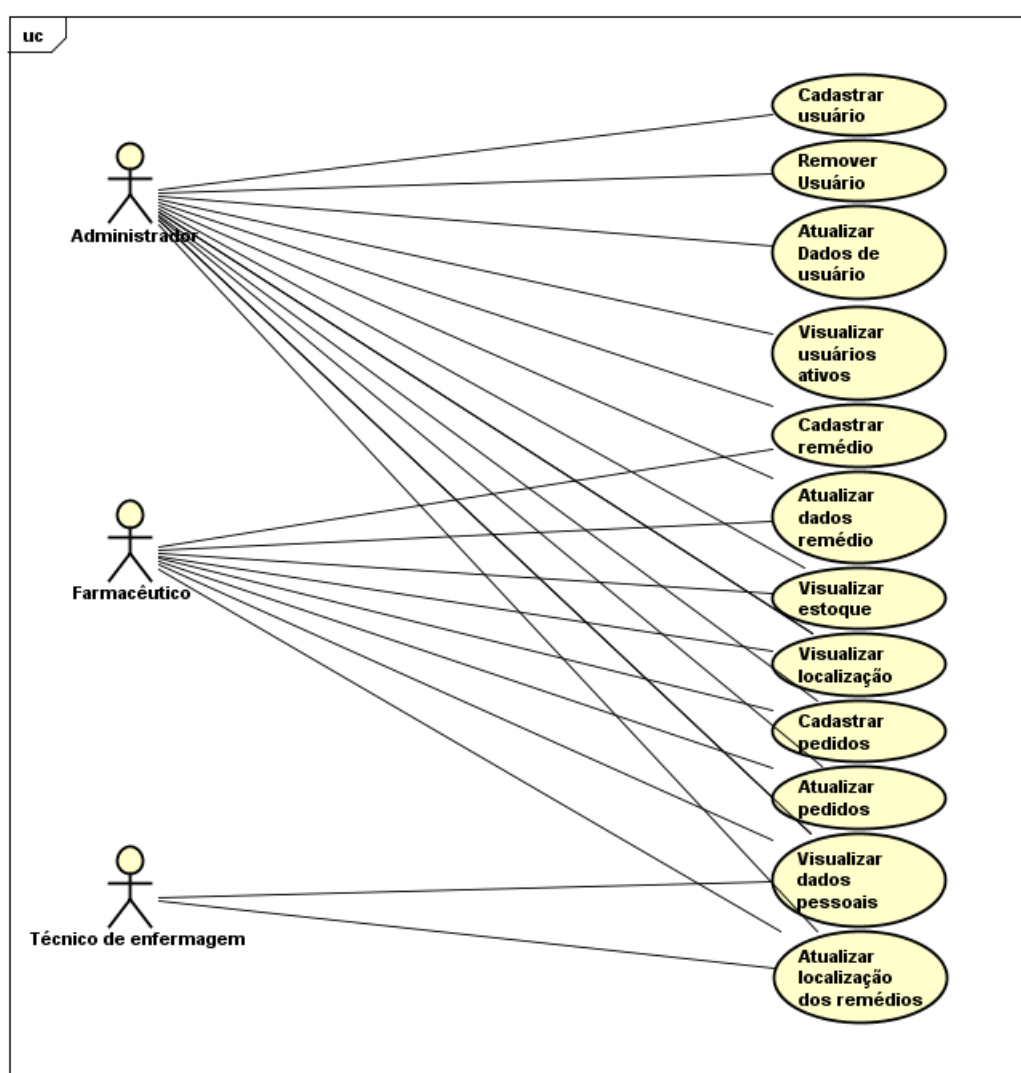 uc
Cadastrar
usuário
Remover
Usuário
Administrador
Atualizar
Dados de
usuário
Visualizar
usuários
ativos
Cadastrar
remédio
Atualizar
dados
remédio
Farmacêutico
Visualizar
estoque
Visualizar
localização
Cadastrar
pedidos
Atualizar
pedidos
Visualizar
dados
pessoais
Técnico de enfermagem
Atualizar
localização
dos remédios